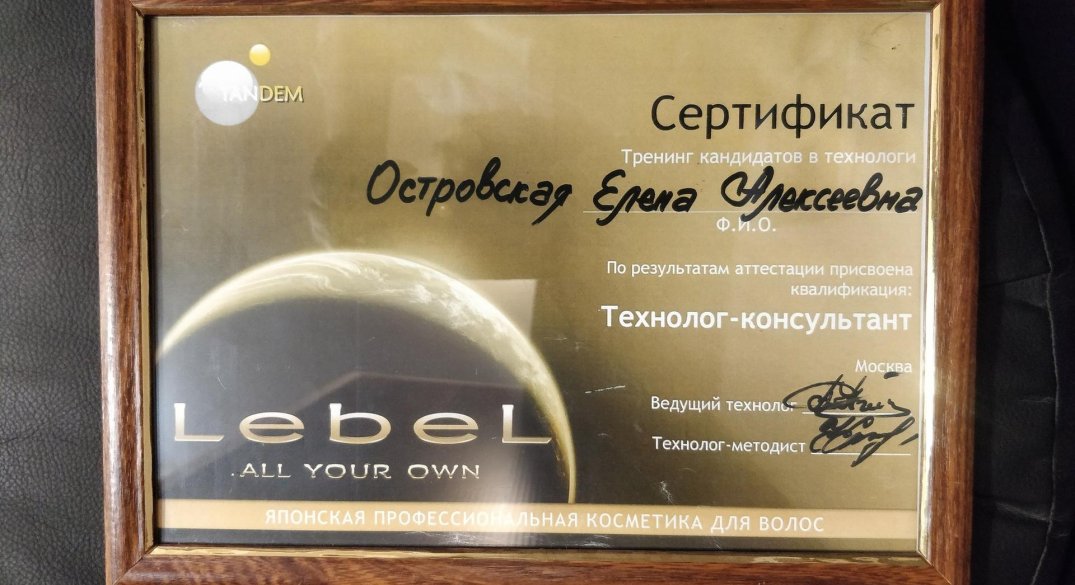 TANDEM
Сертификат
Тренинг кандидатов в технологи
Островская Елена Алексеевна
Ф.И.О.
По результатам аттестации присвоена
квалификация:
Технолог-консультант
Москва
Ведущий технолог
Технолог-методист
LebeL
.ALL YOUR OWN
ЯПОНСКАЯ ПРОФЕССИОНАЛЬНАЯ КОСМЕТИКА ДЛЯ ВОЛОС